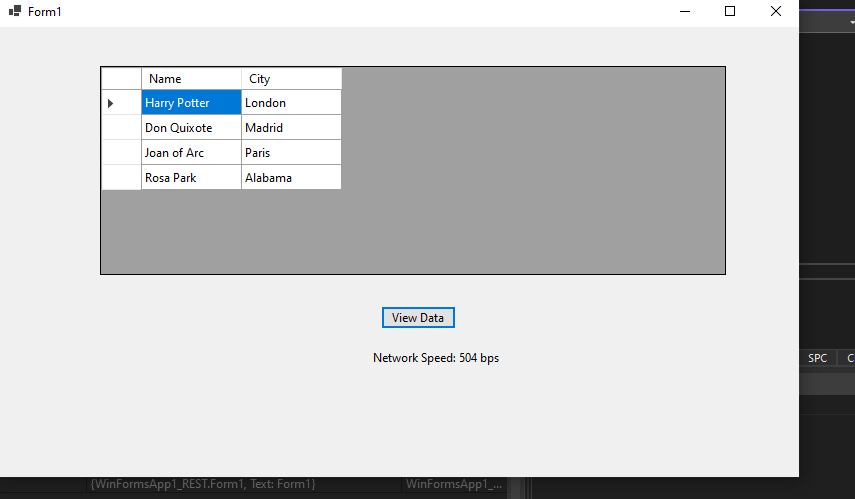 Form1
Name City
Harry Potter London
Don Quixote Madrid
Joan of Arc Paris
Rosa Park Alabama
View Data
Network Speed: 504 bps
SPC C
{WinFormsApp1_REST.Form1, Text: Form1} WinFormsApp1_...